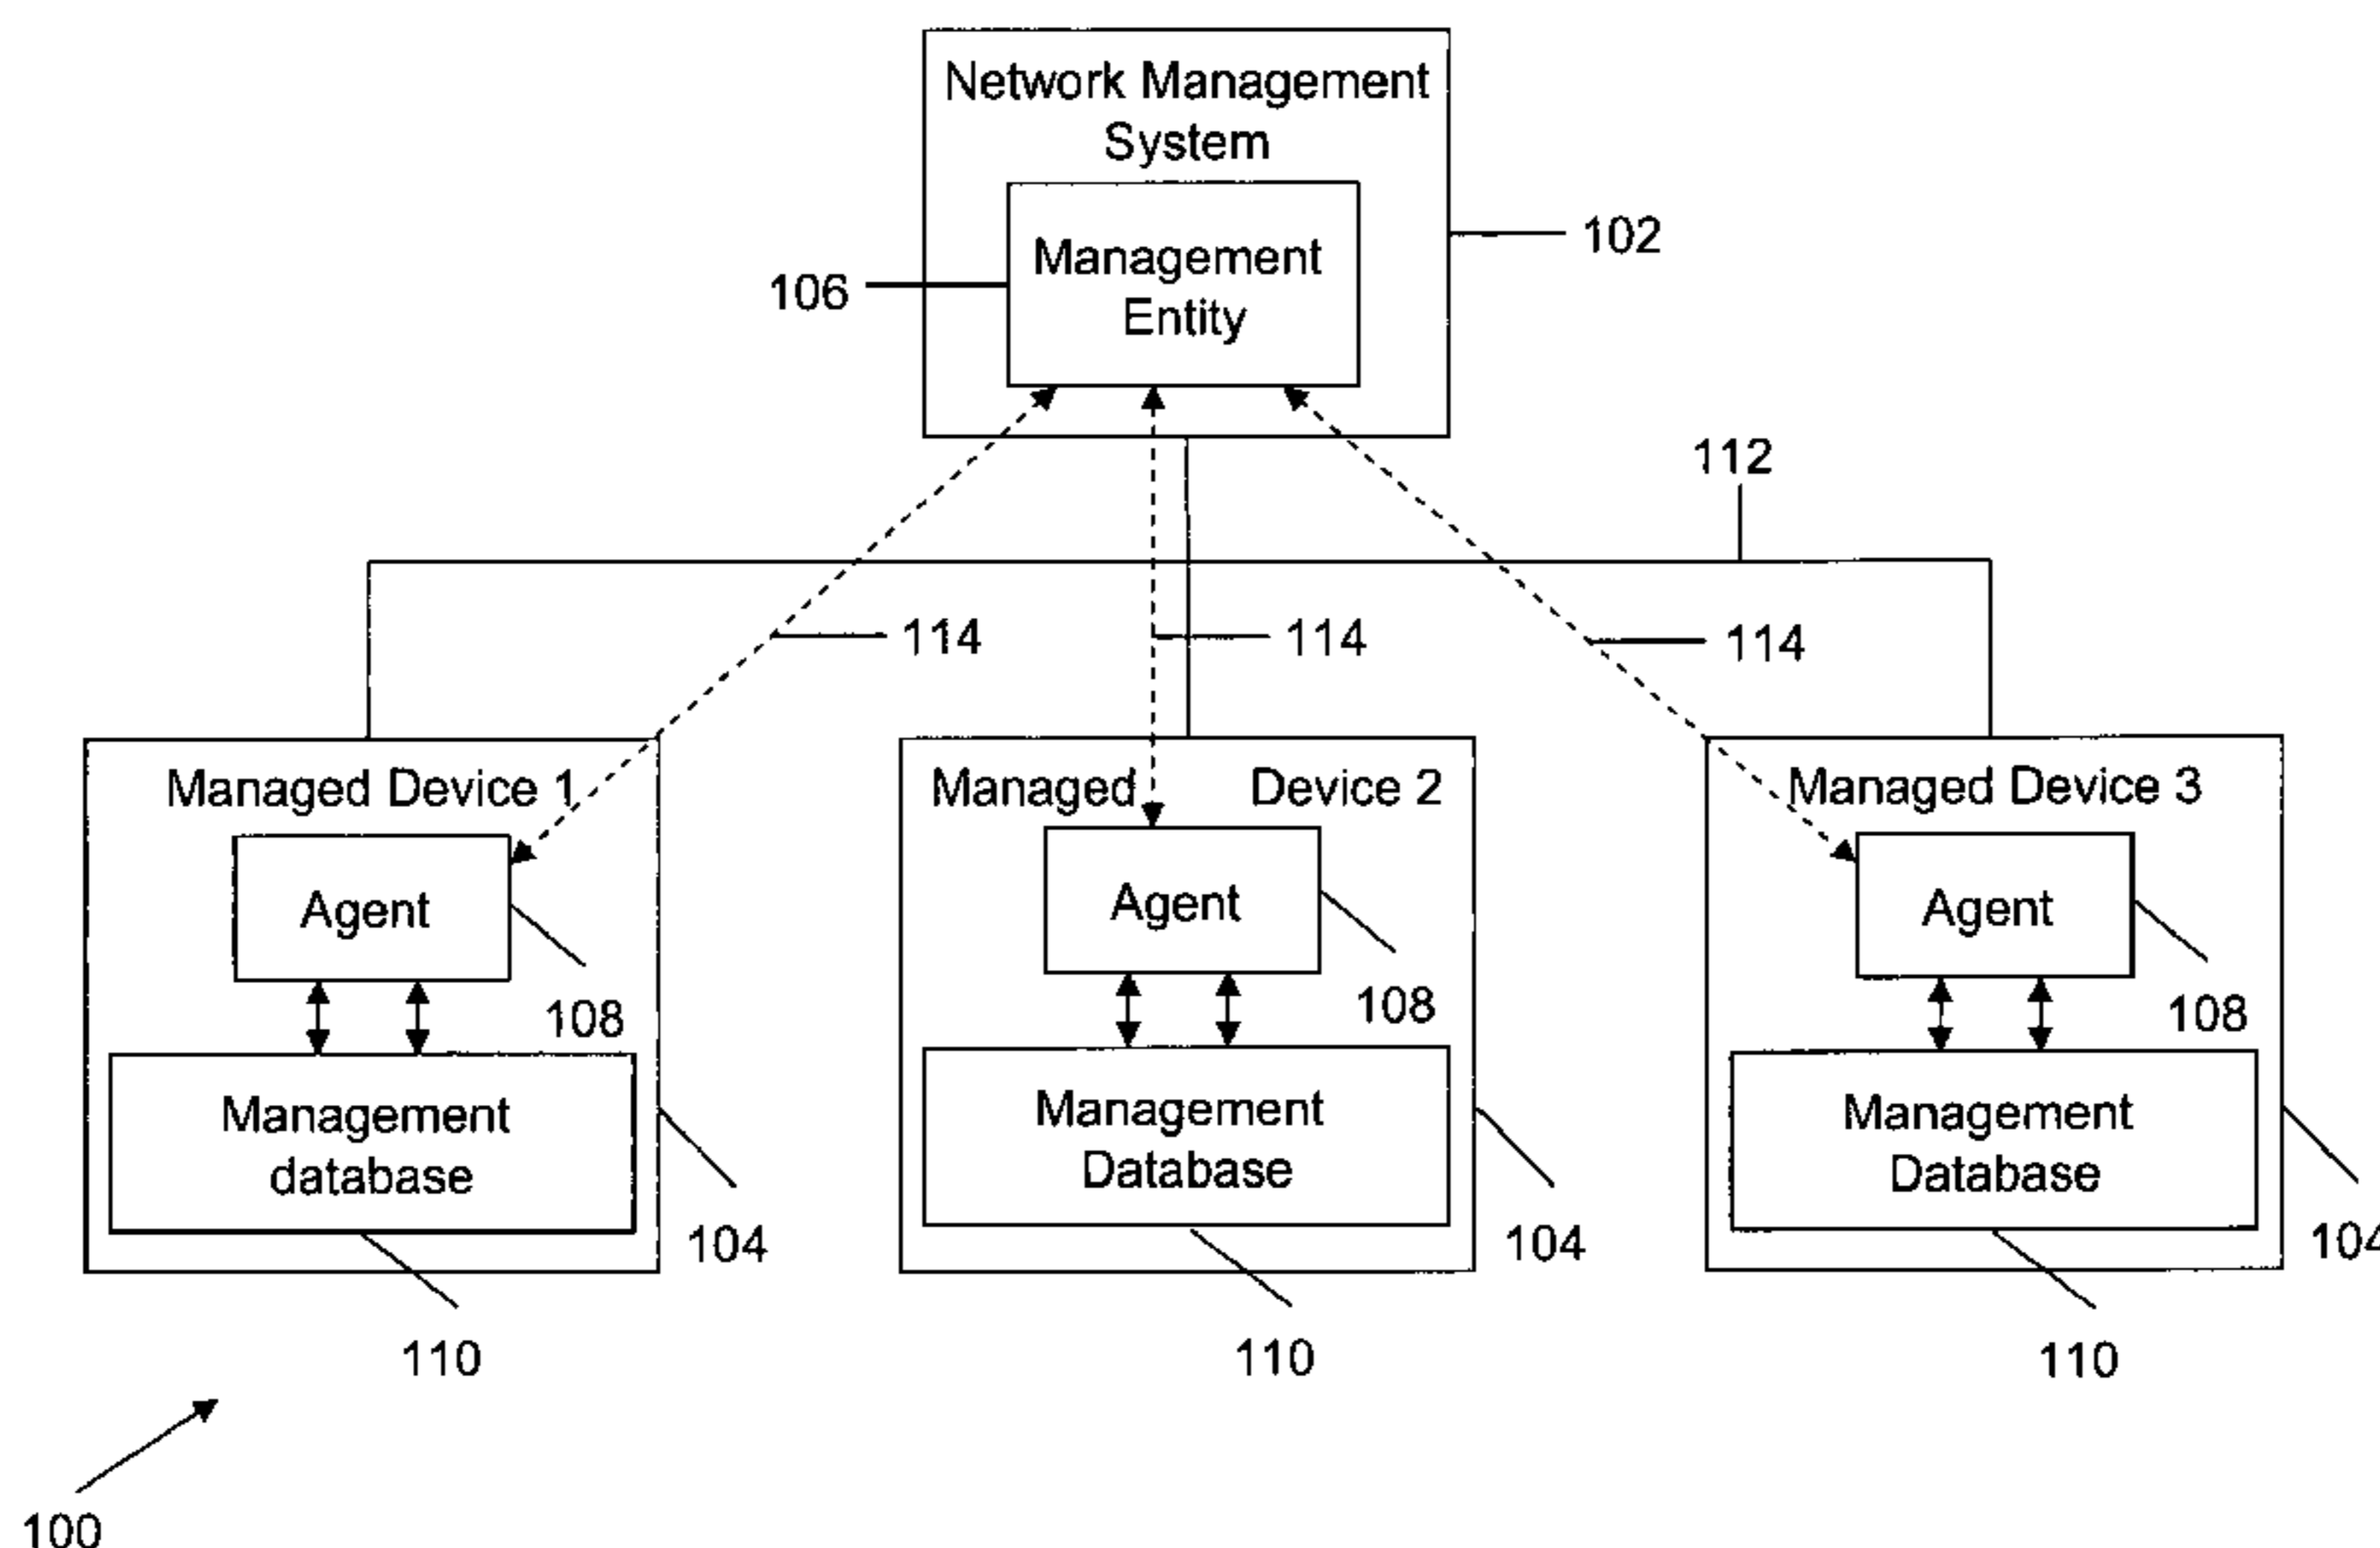 Network Management
System
Management
Entity
102
106
112
114
114
114
Managed Device 1
Managed Device 2
Managed Device 3
Agent
Agent
Agent
108
108
108
Management
database
Management
Database
Management
Database
104
104
104
110
110
110
100